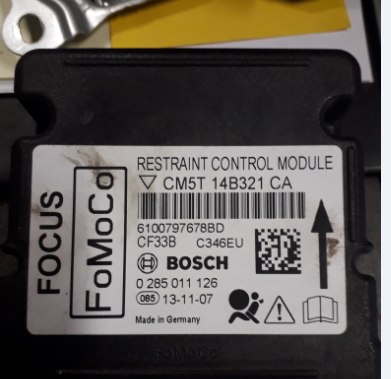 FOCUS
FoMoCo
RESTRAINT CONTROL MODULE
CM5T 14B321 CA
6100797678BD
CF33B C346EU
BOSCH
0 285 011 126
085 13-11-07
Made in Germany
FoMoCo